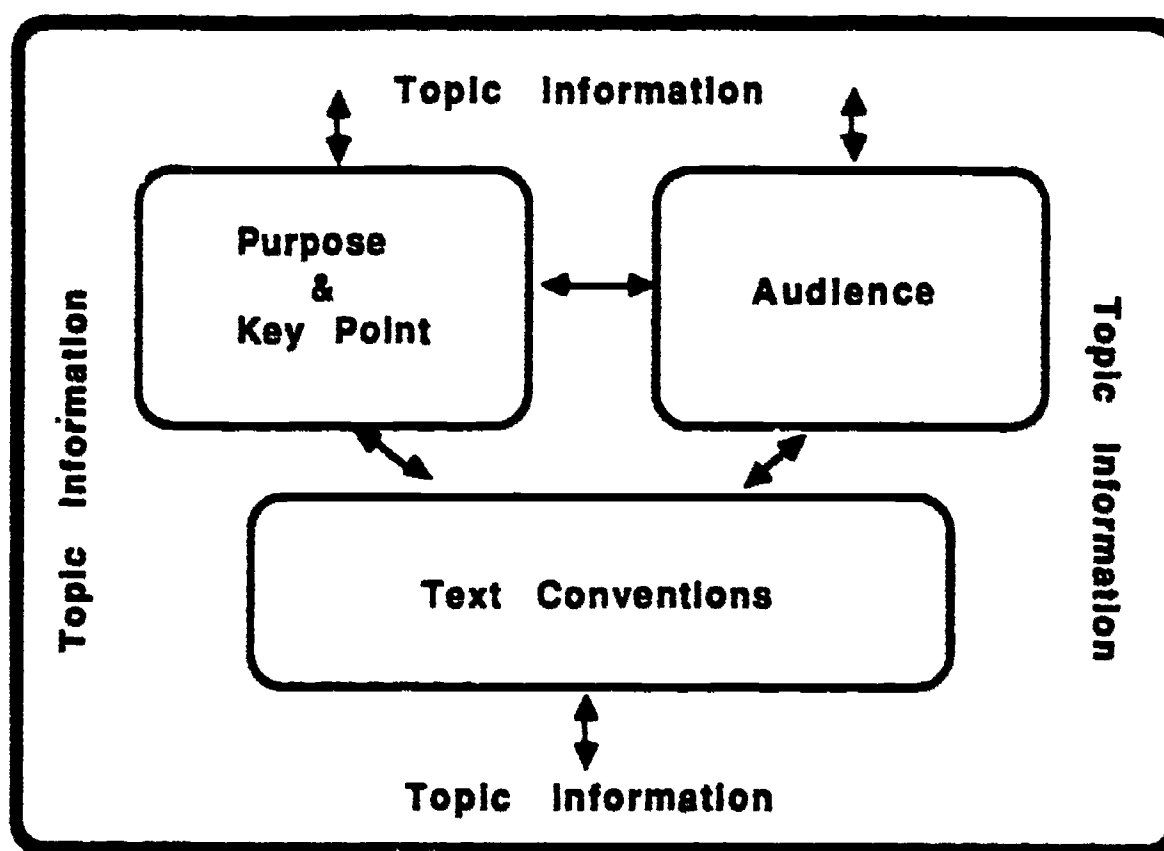 Topic Information
Purpose
&
Key Point
Audience
Topic Information
Topic Information
Text Conventions
Topic Information